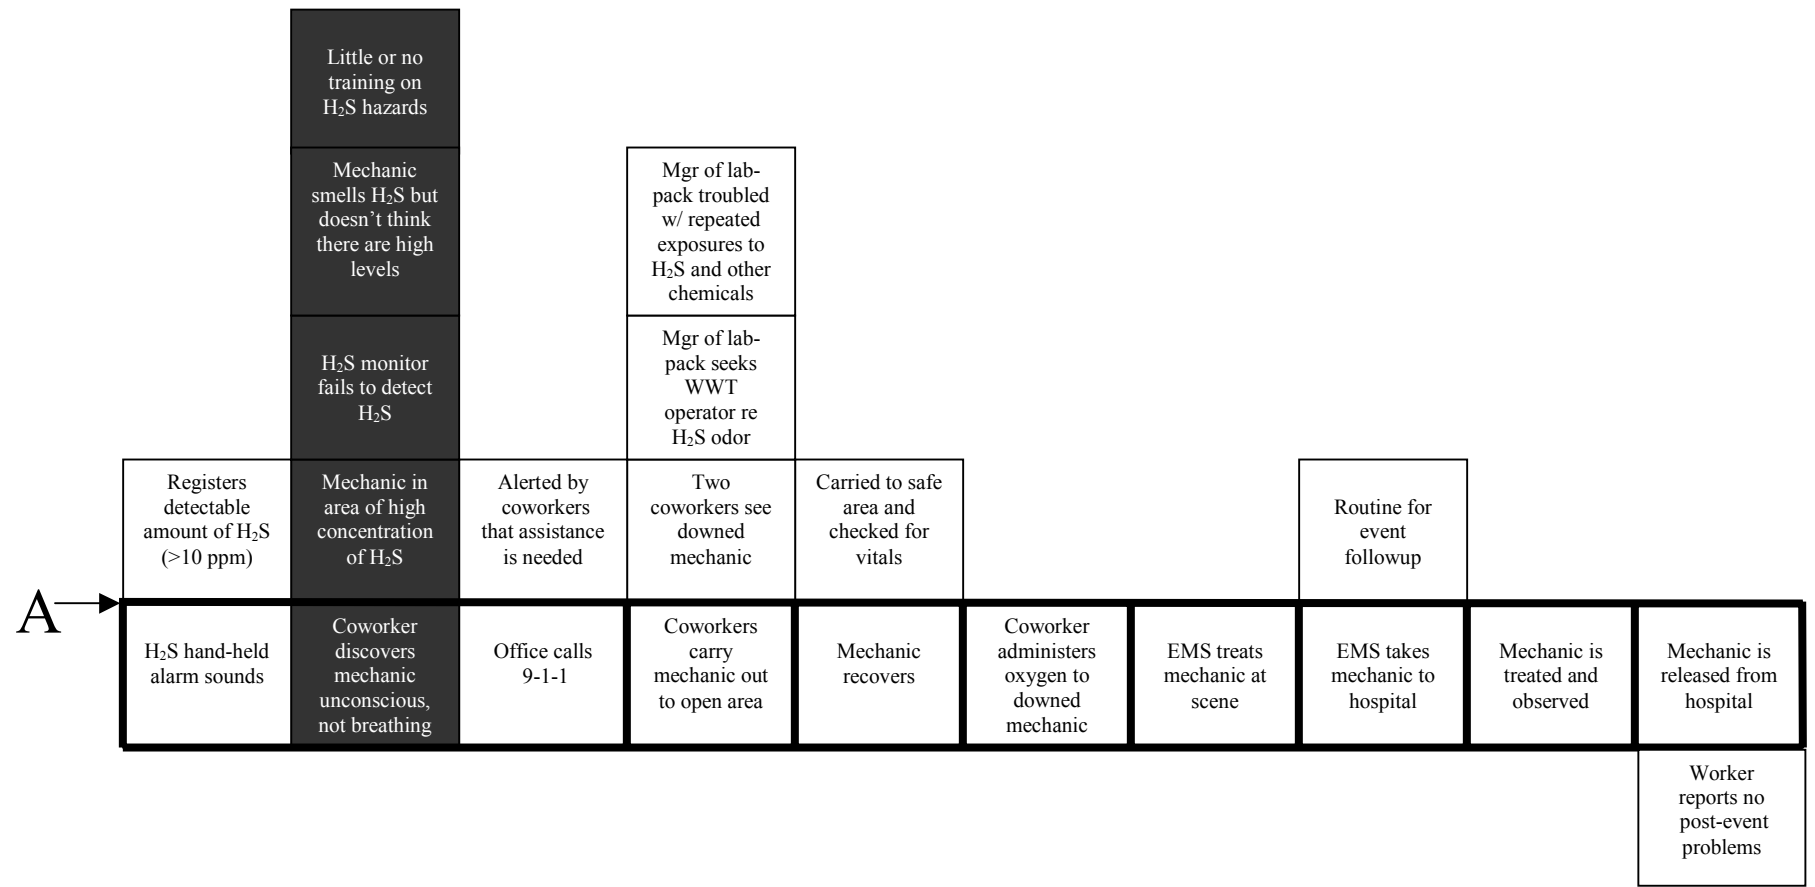 Little or no
training on
H₂S hazards
Mechanic
smells H₂S but
doesn’t think
there are high
levels
Mgr of lab-
pack troubled
w/ repeated
exposures to
H₂S and other
chemicals
H₂S monitor
fails to detect
H₂S
Mgr of lab-
pack seeks
WWT
operator re
H₂S odor
Registers
detectable
amount of H₂S
(>10 ppm)
Mechanic in
area of high
concentration
of H₂S
Alerted by
coworkers
that assistance
is needed
Two
coworkers see
downed
mechanic
Carried to safe
area and
checked for
vitals
Routine for
event
followup
A
H₂S hand-held
alarm sounds
Coworker
discovers
mechanic
unconscious,
not breathing
Office calls
9-1-1
Coworkers
carry
mechanic out
to open area
Mechanic
recovers
Coworker
administers
oxygen to
downed
mechanic
EMS treats
mechanic at
scene
EMS takes
mechanic to
hospital
Mechanic is
treated and
observed
Mechanic is
released from
hospital
Worker
reports no
post-event
problems